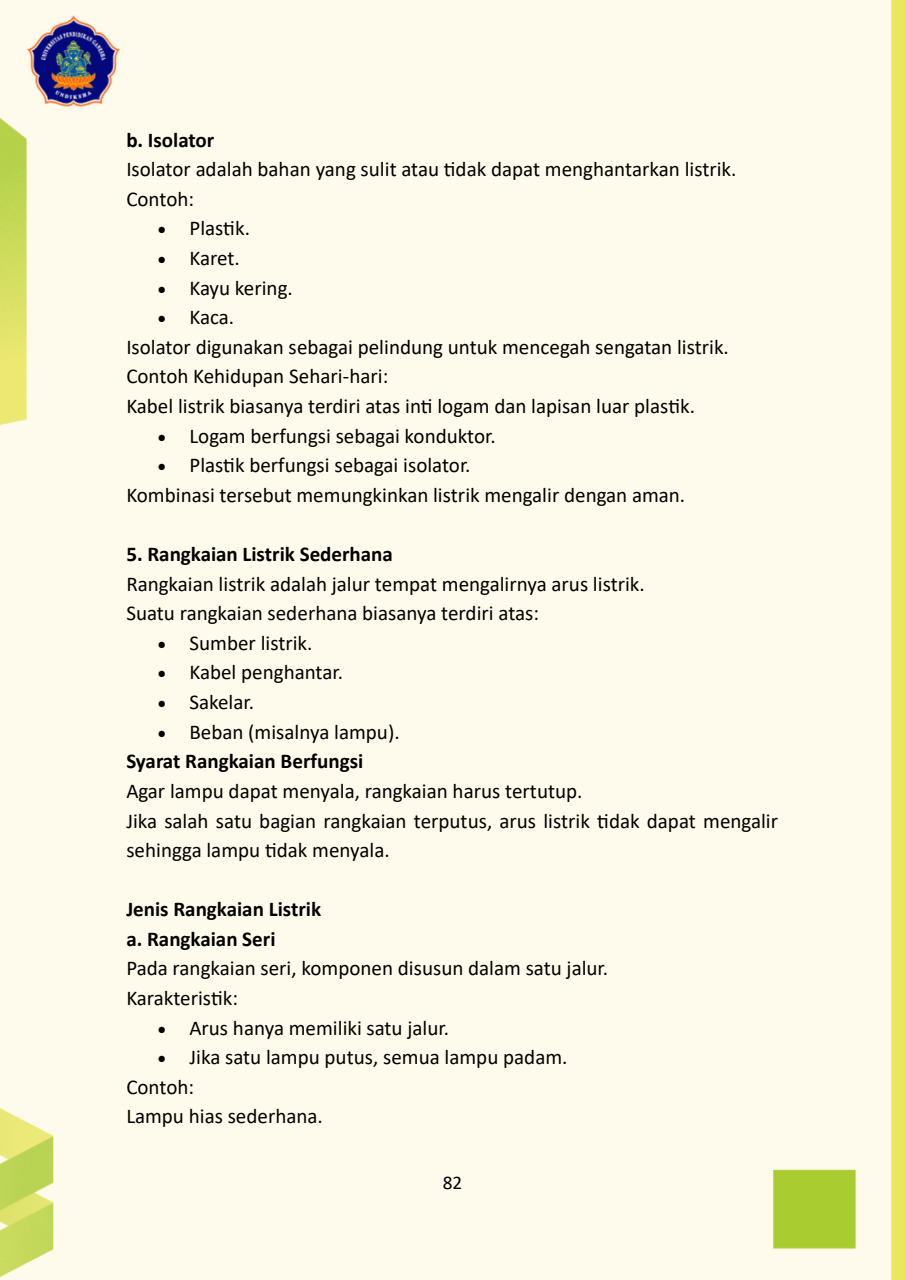 UNIVERSITAS PENDIDIKAN GANESHA
UNDIKSHA
b. Isolator
Isolator adalah bahan yang sulit atau tidak dapat menghantarkan listrik.
Contoh:
• Plastik.
• Karet.
• Kayu kering.
• Kaca.
Isolator digunakan sebagai pelindung untuk mencegah sengatan listrik.
Contoh Kehidupan Sehari-hari:
Kabel listrik biasanya terdiri atas inti logam dan lapisan luar plastik.
• Logam berfungsi sebagai konduktor.
• Plastik berfungsi sebagai isolator.
Kombinasi tersebut memungkinkan listrik mengalir dengan aman.
5. Rangkaian Listrik Sederhana
Rangkaian listrik adalah jalur tempat mengalirnya arus listrik.
Suatu rangkaian sederhana biasanya terdiri atas:
• Sumber listrik.
• Kabel penghantar.
• Sakelar.
• Beban (misalnya lampu).
Syarat Rangkaian Berfungsi
Agar lampu dapat menyala, rangkaian harus tertutup.
Jika salah satu bagian rangkaian terputus, arus listrik tidak dapat mengalir
sehingga lampu tidak menyala.
Jenis Rangkaian Listrik
a. Rangkaian Seri
Pada rangkaian seri, komponen disusun dalam satu jalur.
Karakteristik:
• Arus hanya memiliki satu jalur.
• Jika satu lampu putus, semua lampu padam.
Contoh:
Lampu hias sederhana.
82